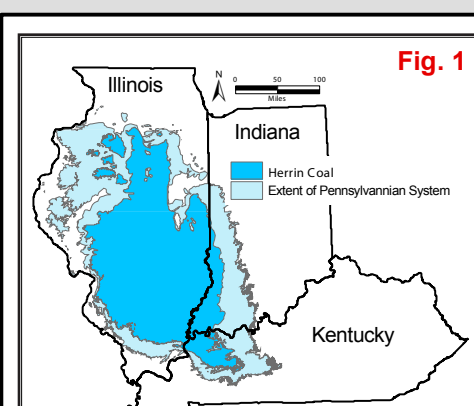 Fig. 1
Illinois
N
0 50 100
Miles
Indiana
Herrin Coal
Extent of Pennsylvannian System
Kentucky